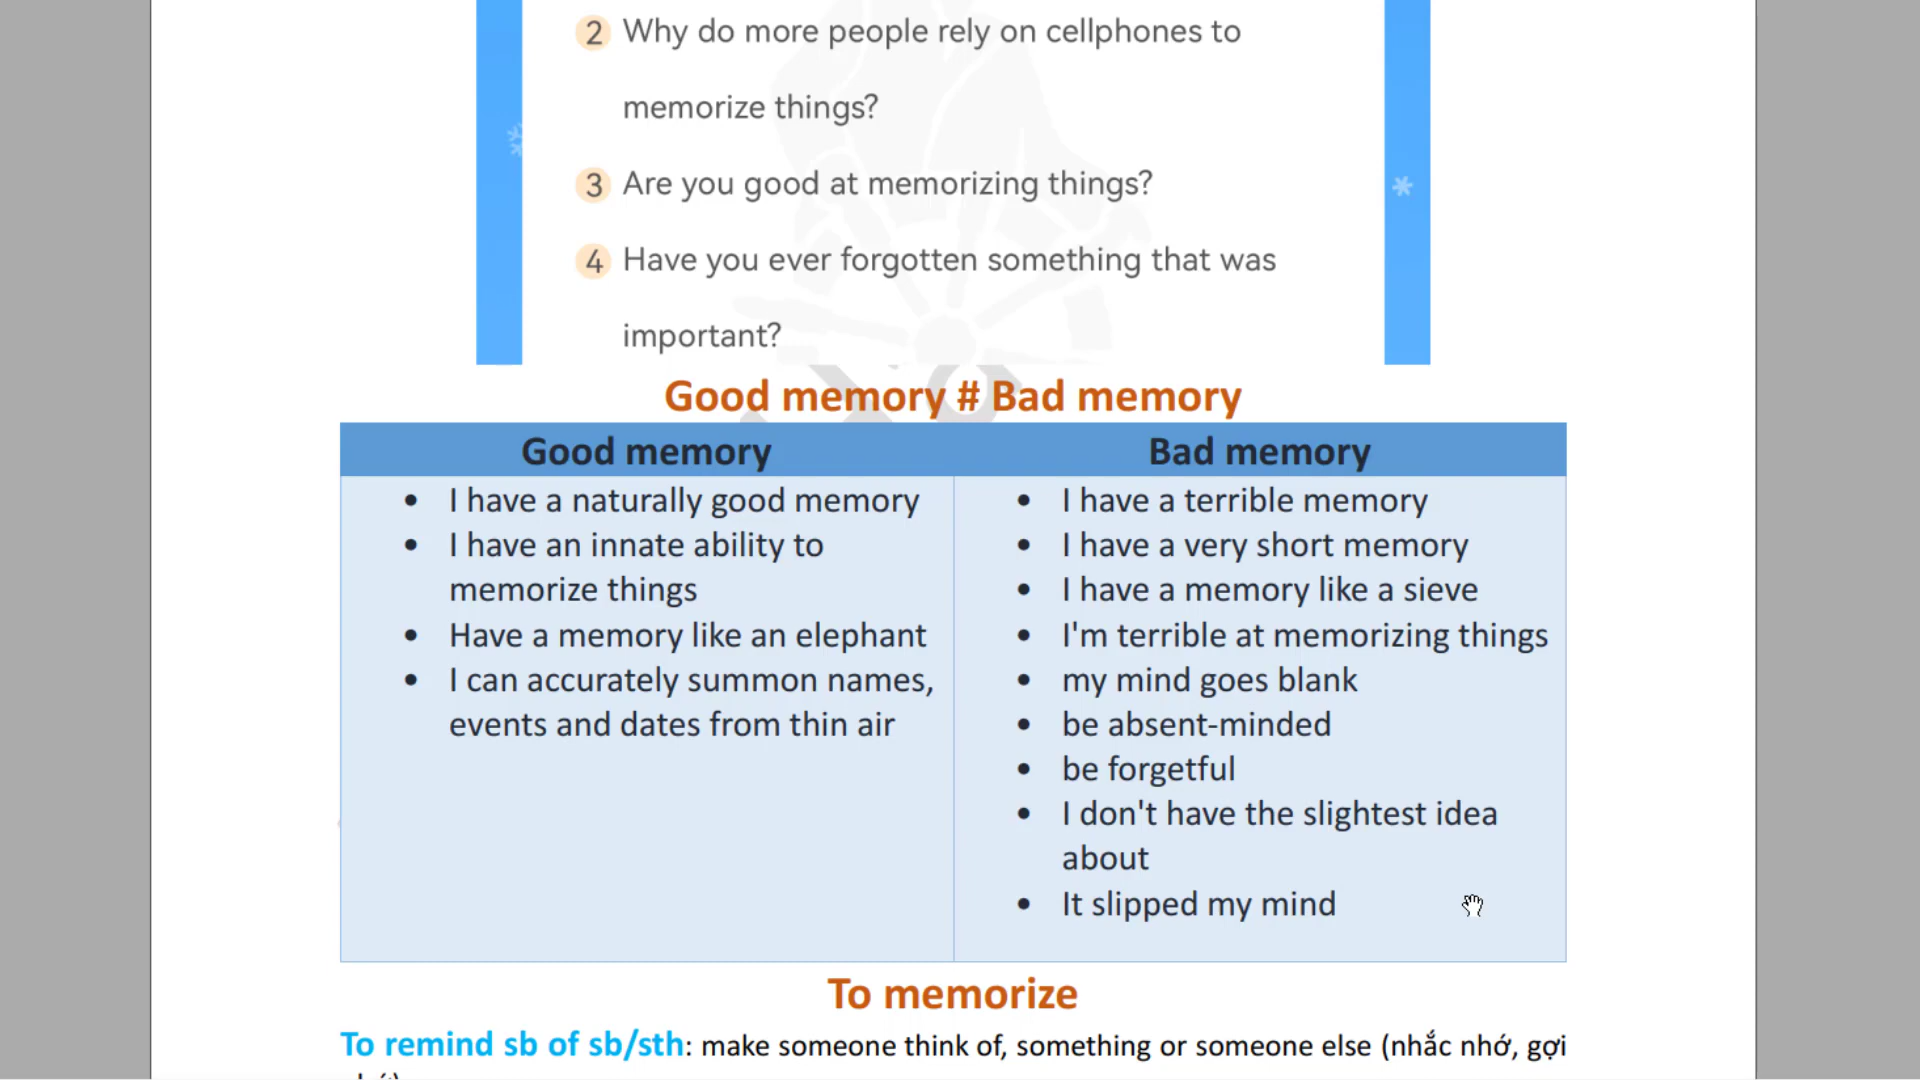 2 Why do more people rely on cellphones to
memorize things?
3 Are you good at memorizing things?
4 Have you ever forgotten something that was
important?
Good memory # Bad memory
Good memory
• I have a naturally good memory
• I have an innate ability to
memorize things
• Have a memory like an elephant
• I can accurately summon names,
events and dates from thin air
Bad memory
• I have a terrible memory
• I have a very short memory
• I have a memory like a sieve
• I'm terrible at memorizing things
• my mind goes blank
• be absent-minded
• be forgetful
• I don't have the slightest idea
about
• It slipped my mind
To memorize
To remind sb of sb/sth: make someone think of, something or someone else (nhắc nhớ, gợi